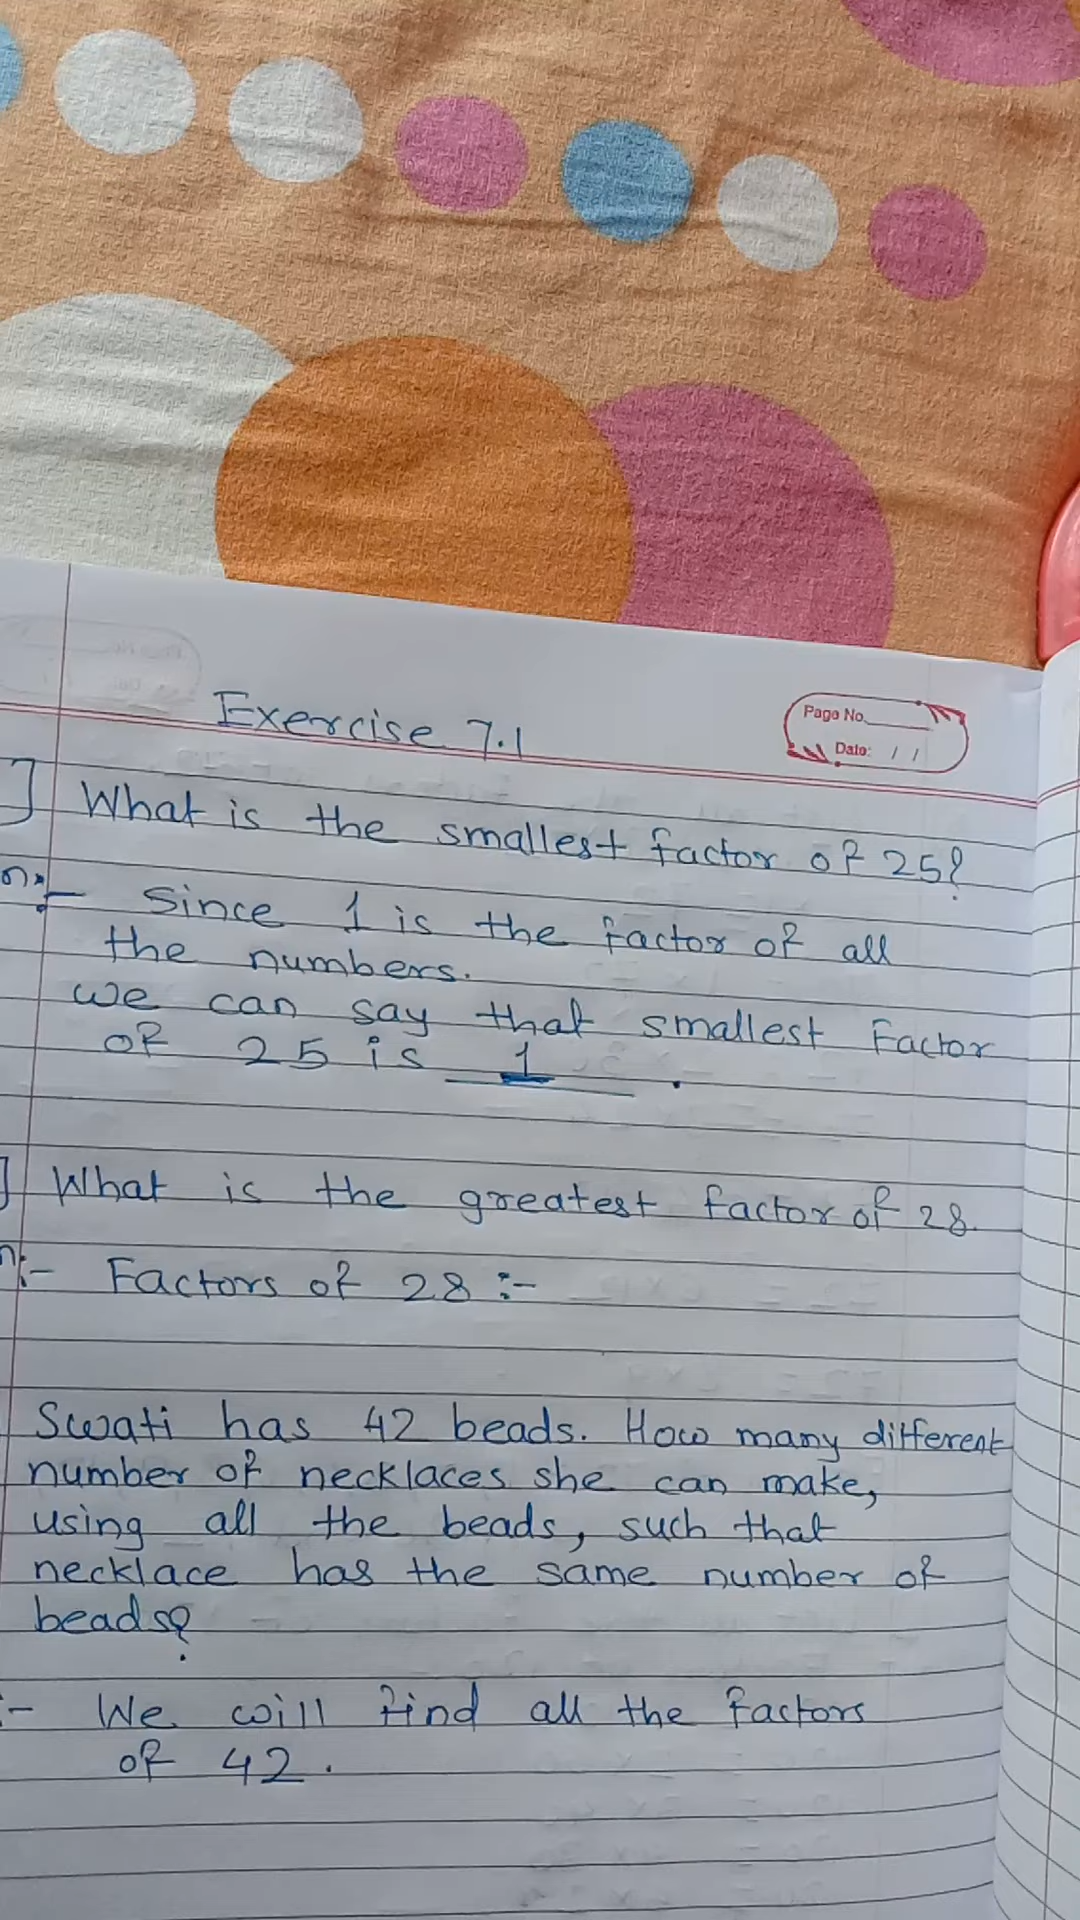 Exercise 7.1
Page No.
Date: / /
] What is the smallest factor of 25?
n:- Since 1 is the factor of all
the numbers.
we can say that smallest Factor
of 25 is 1 .
] What is the greatest factor of 28.
n:- Factors of 28 :-
Swati has 42 beads. How many different
number of necklaces she can make,
using all the beads, such that
necklace has the same number of
beads?
:- We will find all the factors
of 42.